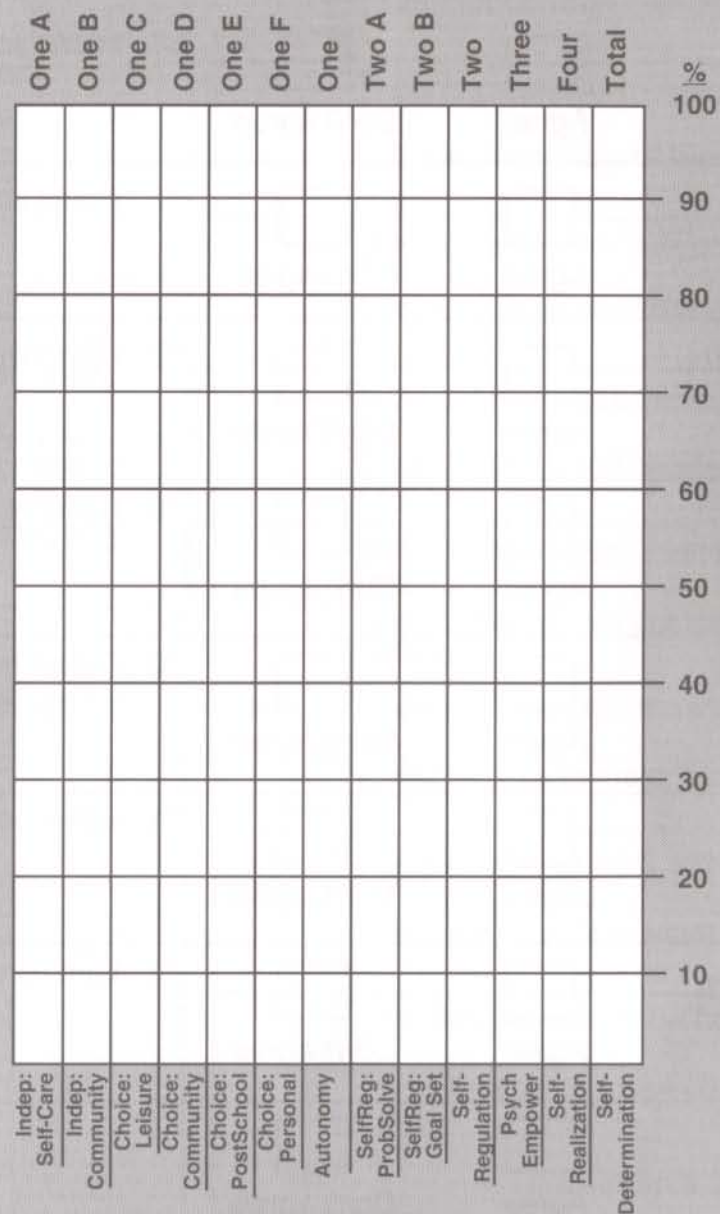 One A
One B
One C
One D
One E
One F
One
Two A
Two B
Two
Three
Four
Total
%
100
90
80
70
60
50
40
30
20
10
Indep:
Self-Care
Indep:
Community
Choice:
Leisure
Choice:
Community
Choice:
PostSchool
Choice:
Personal
Autonomy
SelfReg:
ProbSolve
SelfReg:
Goal Set
Self-
Regulation
Psych
Empower
Self-
Realization
Self-
Determination